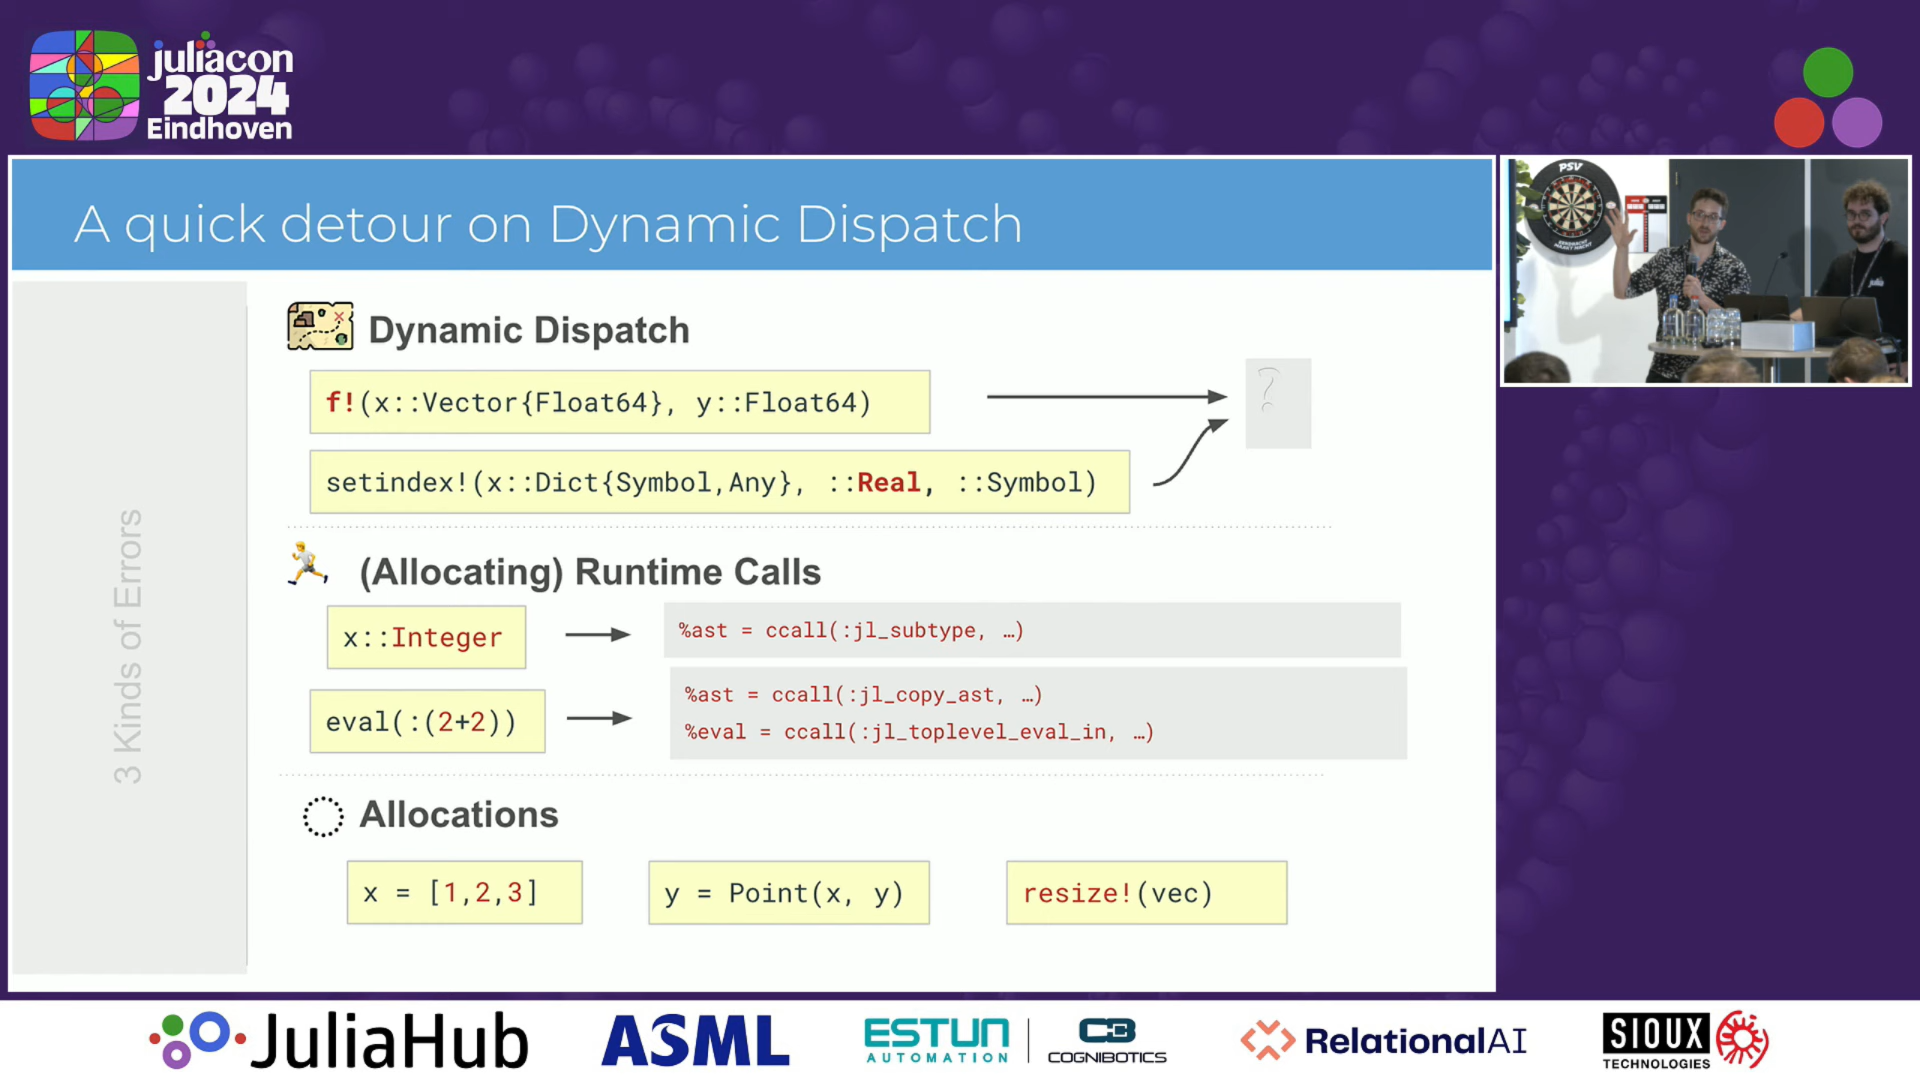 juliacon
2024
Eindhoven
A quick detour on Dynamic Dispatch
3 Kinds of Errors
Dynamic Dispatch
f!(x::Vector{Float64}, y::Float64)
?
setindex!(x::Dict{Symbol,Any}, ::Real, ::Symbol)
(Allocating) Runtime Calls
x::Integer
%ast = ccall(:jl_subtype, …)
eval(:(2+2))
%ast = ccall(:jl_copy_ast, …)
%eval = ccall(:jl_toplevel_eval_in, …)
Allocations
x = [1,2,3]
y = Point(x, y)
resize!(vec)
PSV
JuliaHub
ASML
ESTUN
AUTOMATION
COGNIBOTICS
RelationalAI
SIOUX
TECHNOLOGIES